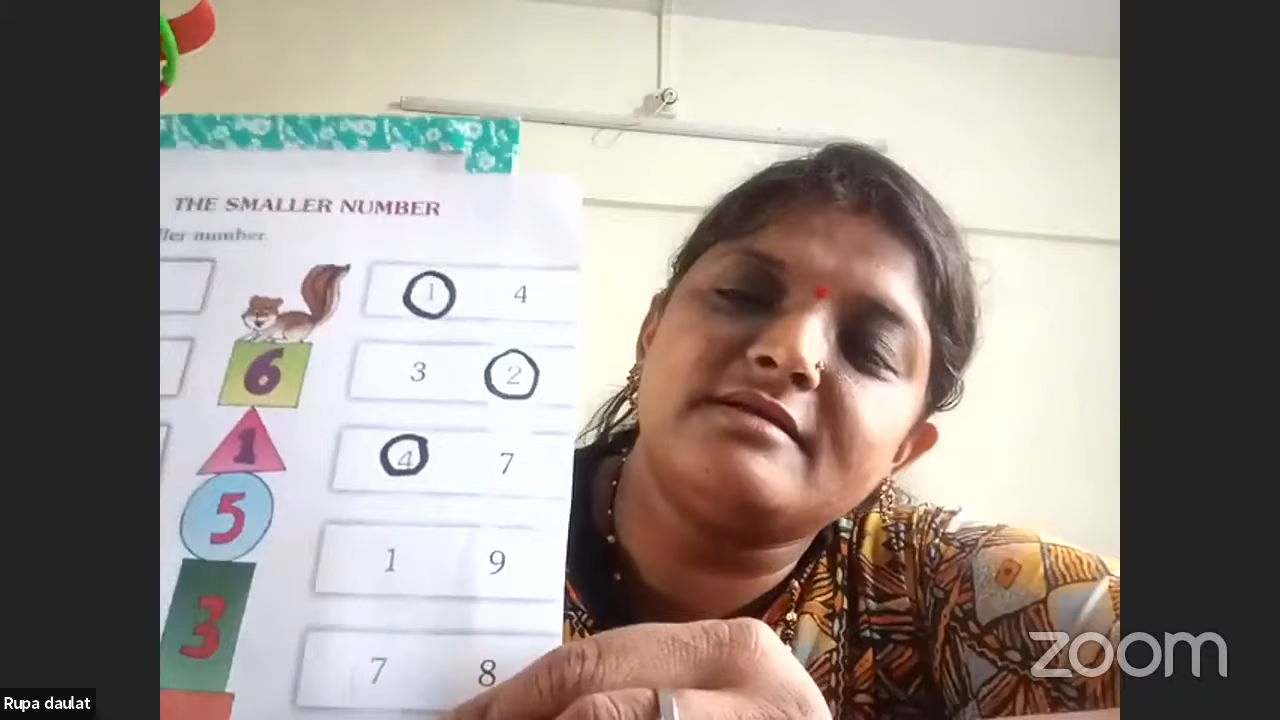 THE SMALLER NUMBER
ller number.
1 4
6
3 2
1
4 7
5
1 9
3
7 8
zoom
Rupa daulat